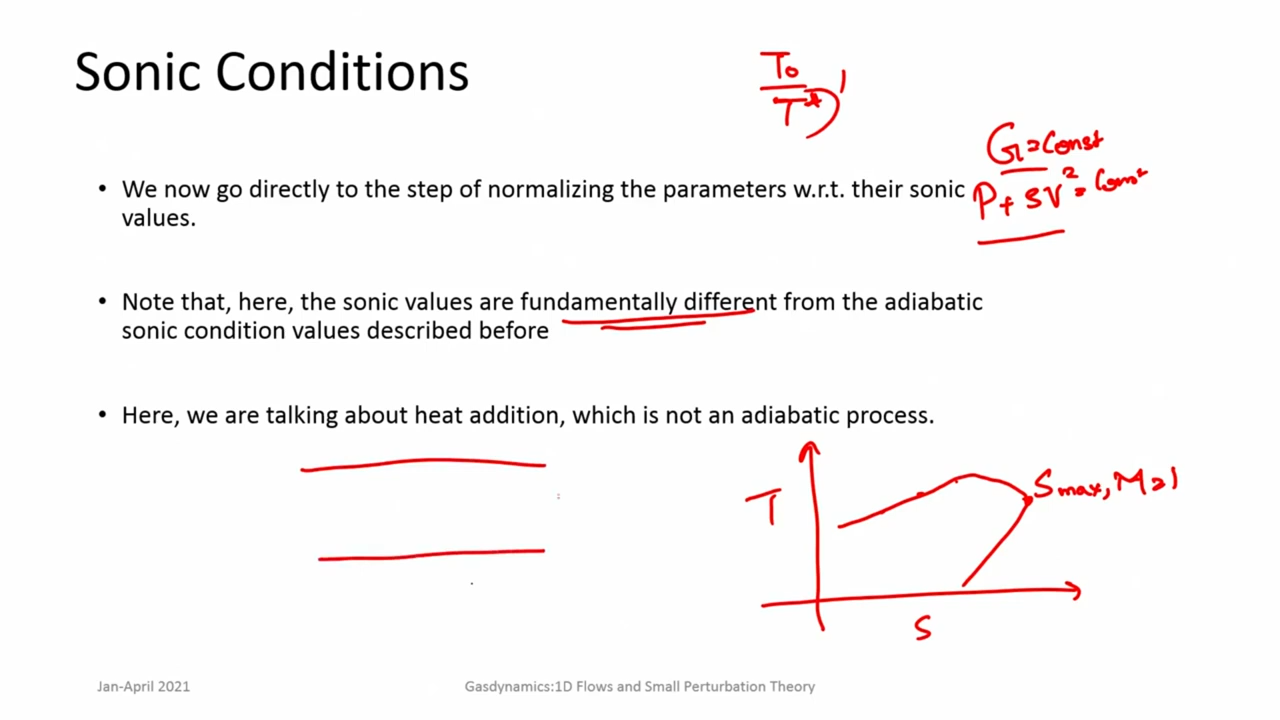 Sonic Conditions
T₀
T*)'
G = Const
P + ρV² = Const
• We now go directly to the step of normalizing the parameters w.r.t. their sonic
values.
• Note that, here, the sonic values are fundamentally different from the adiabatic
sonic condition values described before
• Here, we are talking about heat addition, which is not an adiabatic process.
T
Smax, M=1
S
Jan-April 2021
Gasdynamics:1D Flows and Small Perturbation Theory